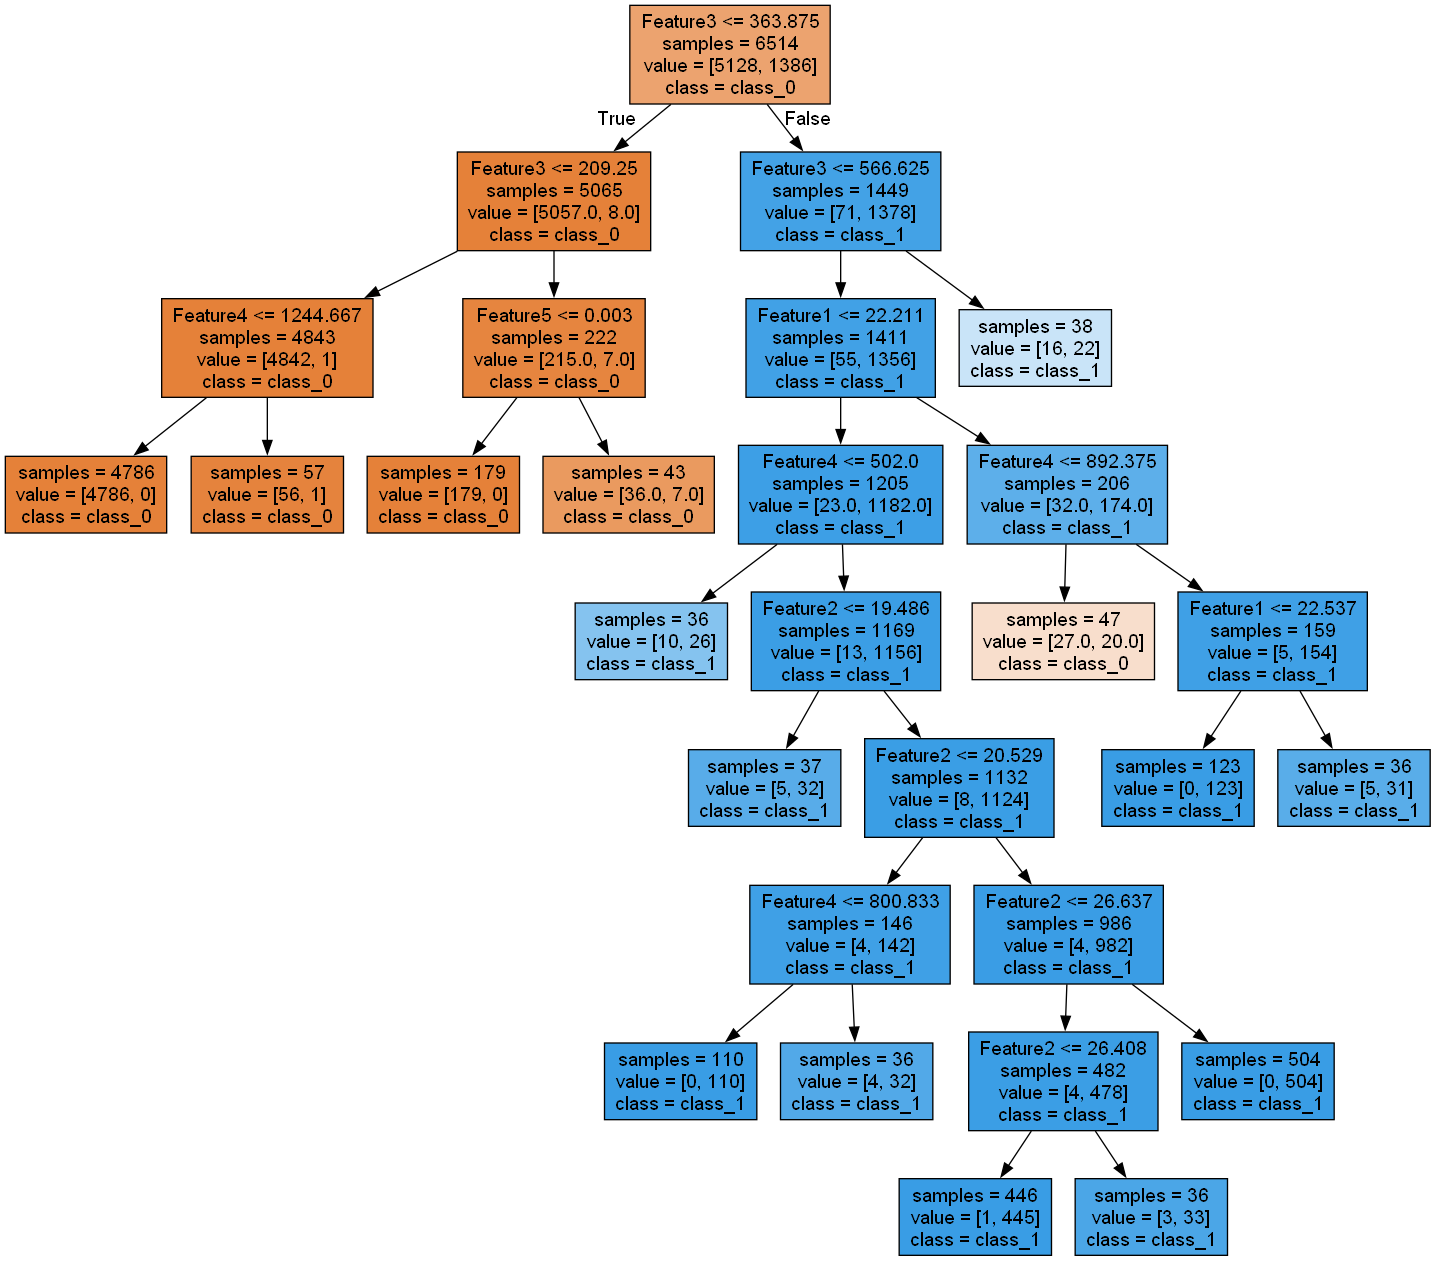 Feature3 <= 363.875
samples = 6514
value = [5128, 1386]
class = class_0
True
False
Feature3 <= 209.25
samples = 5065
value = [5057.0, 8.0]
class = class_0
Feature3 <= 566.625
samples = 1449
value = [71, 1378]
class = class_1
Feature4 <= 1244.667
samples = 4843
value = [4842, 1]
class = class_0
Feature5 <= 0.003
samples = 222
value = [215.0, 7.0]
class = class_0
Feature1 <= 22.211
samples = 1411
value = [55, 1356]
class = class_1
samples = 38
value = [16, 22]
class = class_1
samples = 4786
value = [4786, 0]
class = class_0
samples = 57
value = [56, 1]
class = class_0
samples = 179
value = [179, 0]
class = class_0
samples = 43
value = [36.0, 7.0]
class = class_0
Feature4 <= 502.0
samples = 1205
value = [23.0, 1182.0]
class = class_1
Feature4 <= 892.375
samples = 206
value = [32.0, 174.0]
class = class_1
samples = 36
value = [10, 26]
class = class_1
Feature2 <= 19.486
samples = 1169
value = [13, 1156]
class = class_1
samples = 47
value = [27.0, 20.0]
class = class_0
Feature1 <= 22.537
samples = 159
value = [5, 154]
class = class_1
samples = 37
value = [5, 32]
class = class_1
Feature2 <= 20.529
samples = 1132
value = [8, 1124]
class = class_1
samples = 123
value = [0, 123]
class = class_1
samples = 36
value = [5, 31]
class = class_1
Feature4 <= 800.833
samples = 146
value = [4, 142]
class = class_1
Feature2 <= 26.637
samples = 986
value = [4, 982]
class = class_1
samples = 110
value = [0, 110]
class = class_1
samples = 36
value = [4, 32]
class = class_1
Feature2 <= 26.408
samples = 482
value = [4, 478]
class = class_1
samples = 504
value = [0, 504]
class = class_1
samples = 446
value = [1, 445]
class = class_1
samples = 36
value = [3, 33]
class = class_1